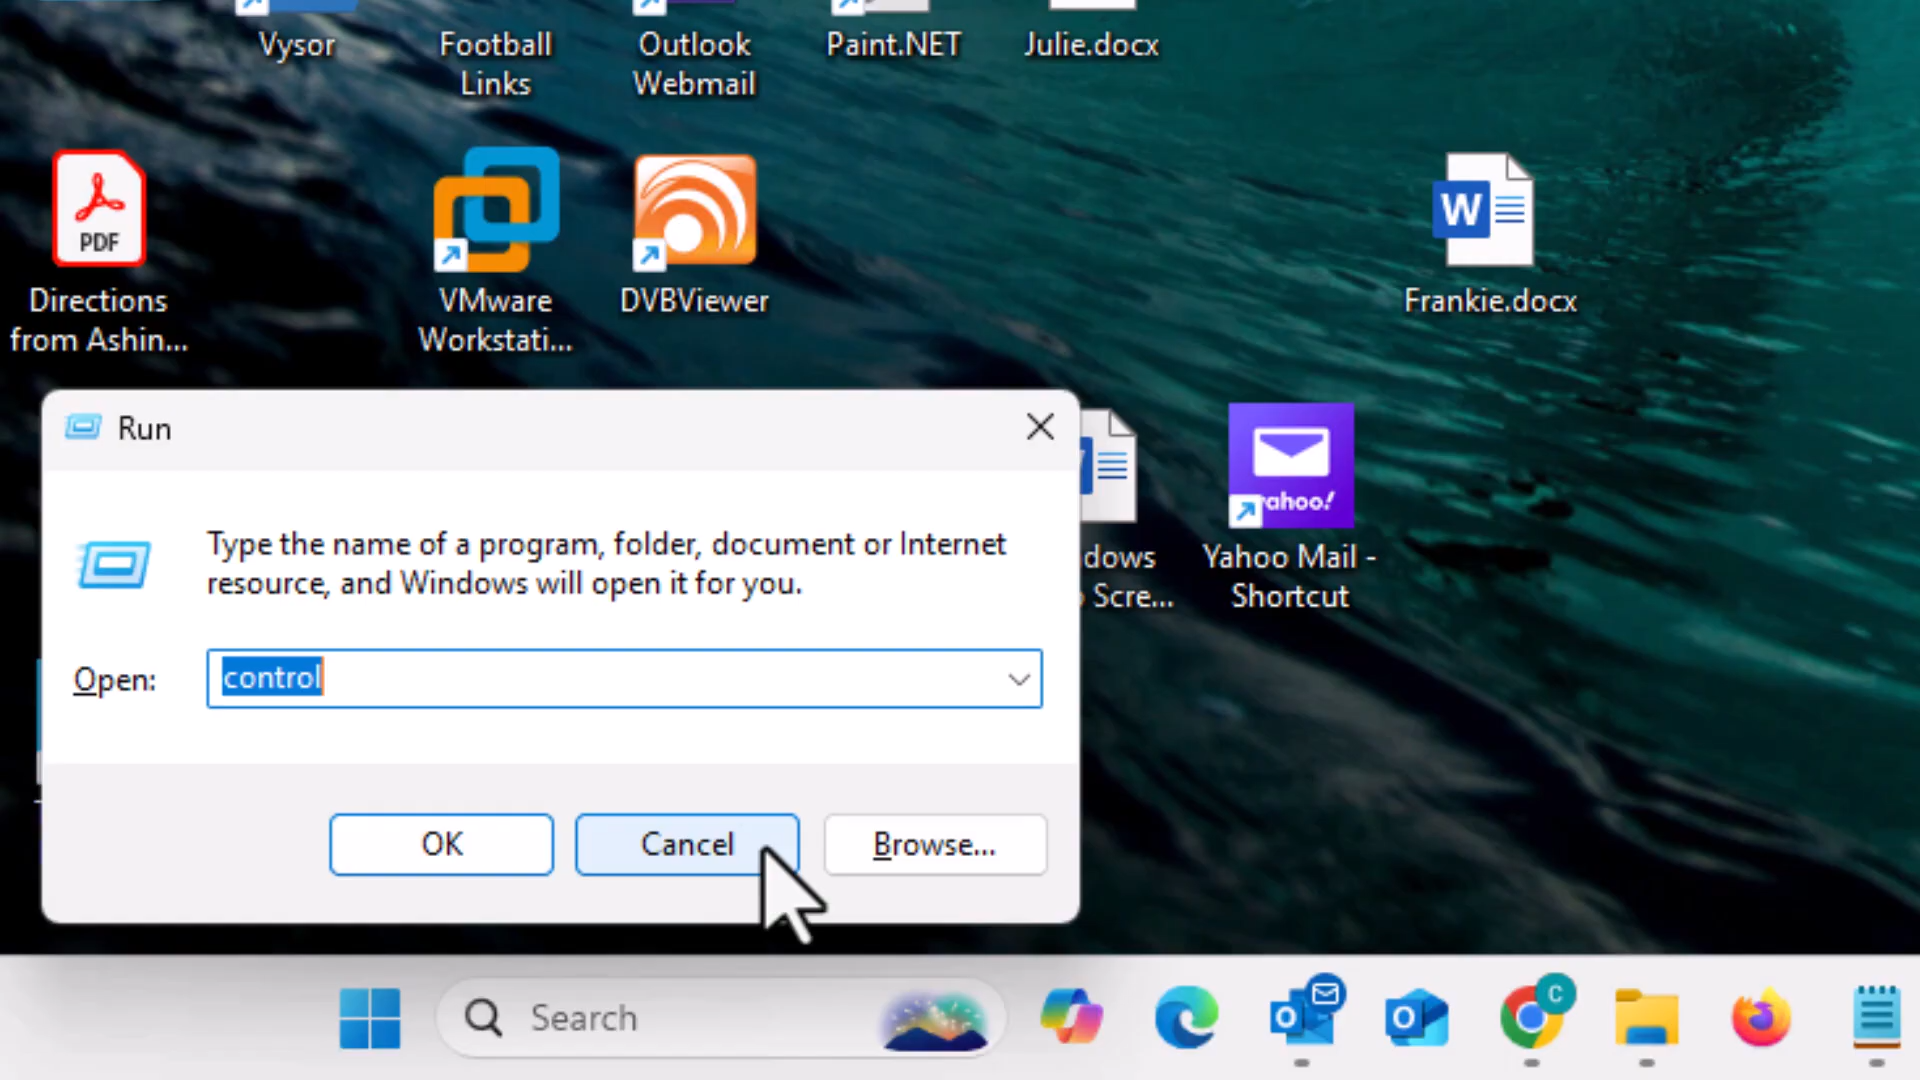 Vysor
Football
Links
Outlook
Webmail
Paint.NET
Julie.docx
PDF
Directions
from Ashin...
VMware
Workstati...
DVBViewer
W
Frankie.docx
Run
Type the name of a program, folder, document or Internet
resource, and Windows will open it for you.
Open:
control
OK
Cancel
Browse...
dows
Scre...
yahoo!
Yahoo Mail -
Shortcut
Search
O
O
C